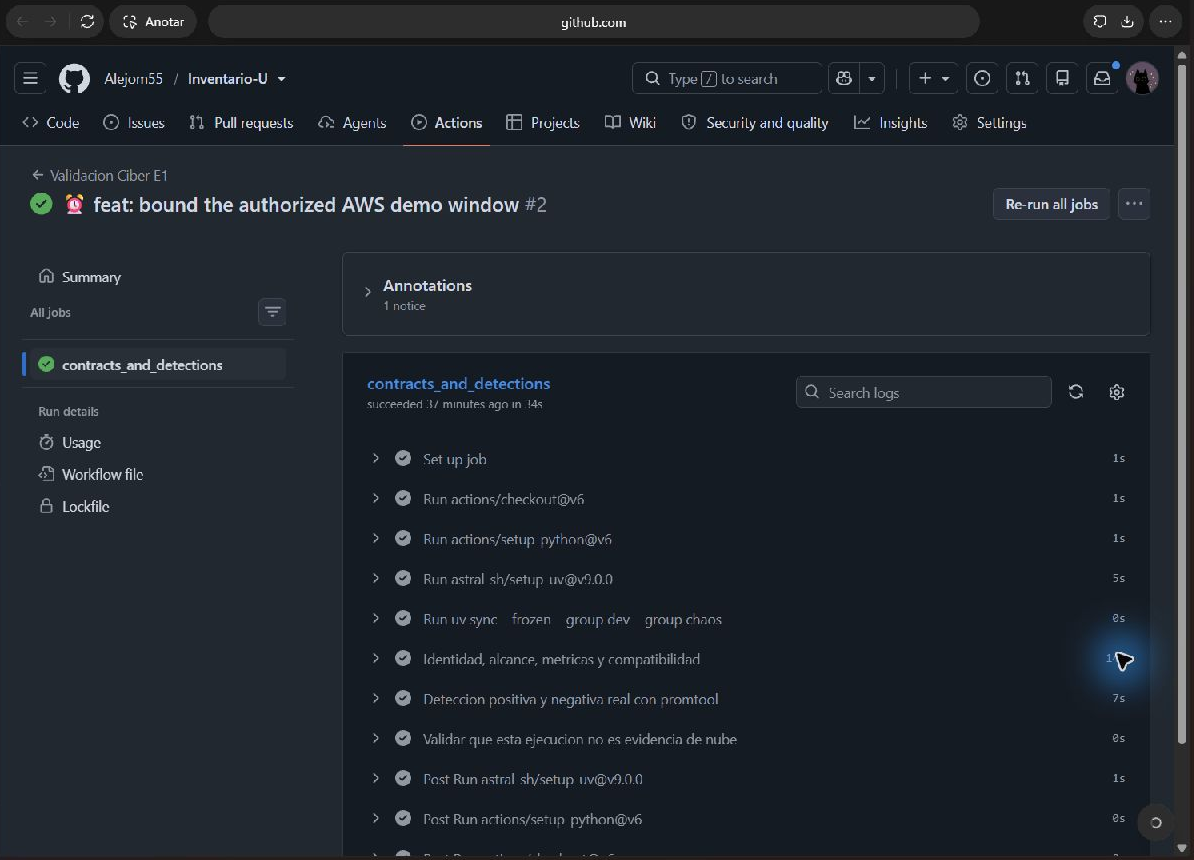 Anotar
github.com
Alejom55 / Inventario-U
Type / to search
Code
Issues
Pull requests
Agents
Actions
Projects
Wiki
Security and quality
Insights
Settings
Validacion Ciber E1
feat: bound the authorized AWS demo window #2
Re-run all jobs
Summary
All jobs
contracts_and_detections
Run details
Usage
Workflow file
Lockfile
Annotations
1 notice
contracts_and_detections
succeeded 37 minutes ago in 34s
Search logs
Set up job 1s
Run actions/checkout@v6 1s
Run actions/setup-python@v6 1s
Run astral-sh/setup-uv@v9.0.0 5s
Run uv sync frozen group dev group chaos 0s
Identidad, alcance, metricas y compatibilidad
Deteccion positiva y negativa real con promtool 7s
Validar que esta ejecucion no es evidencia de nube 0s
Post Run astral-sh/setup-uv@v9.0.0 1s
Post Run actions/setup-python@v6 0s